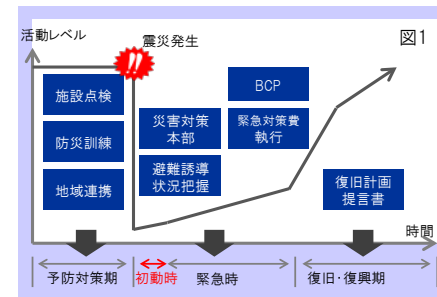 活動レベル
震災発生
図1
!!
施設点検
防災訓練
地域連携
災害対策
本部
避難誘導
状況把握
BCP
緊急対策費
執行
復旧計画
提言書
時間
予防対策期
初動時
緊急時
復旧・復興期